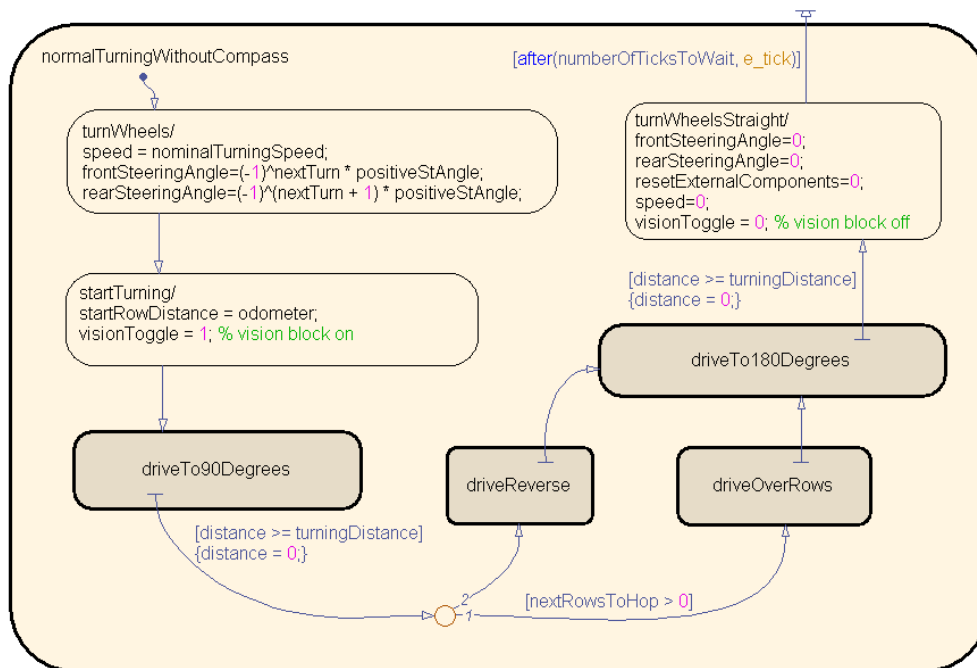 normalTurningWithoutCompass
[after(numberOfTicksToWait, e_tick)]
turnWheels/
speed = nominalTurningSpeed;
frontSteeringAngle=(-1)^nextTurn * positiveStAngle;
rearSteeringAngle=(-1)^(nextTurn + 1) * positiveStAngle;
turnWheelsStraight/
frontSteeringAngle=0;
rearSteeringAngle=0;
resetExternalComponents=0;
speed=0;
visionToggle = 0; % vision block off
startTurning/
startRowDistance = odometer;
visionToggle = 1; % vision block on
[distance >= turningDistance]
{distance = 0;}
driveTo180Degrees
driveTo90Degrees
driveReverse
driveOverRows
[distance >= turningDistance]
{distance = 0;}
2
1
[nextRowsToHop > 0]